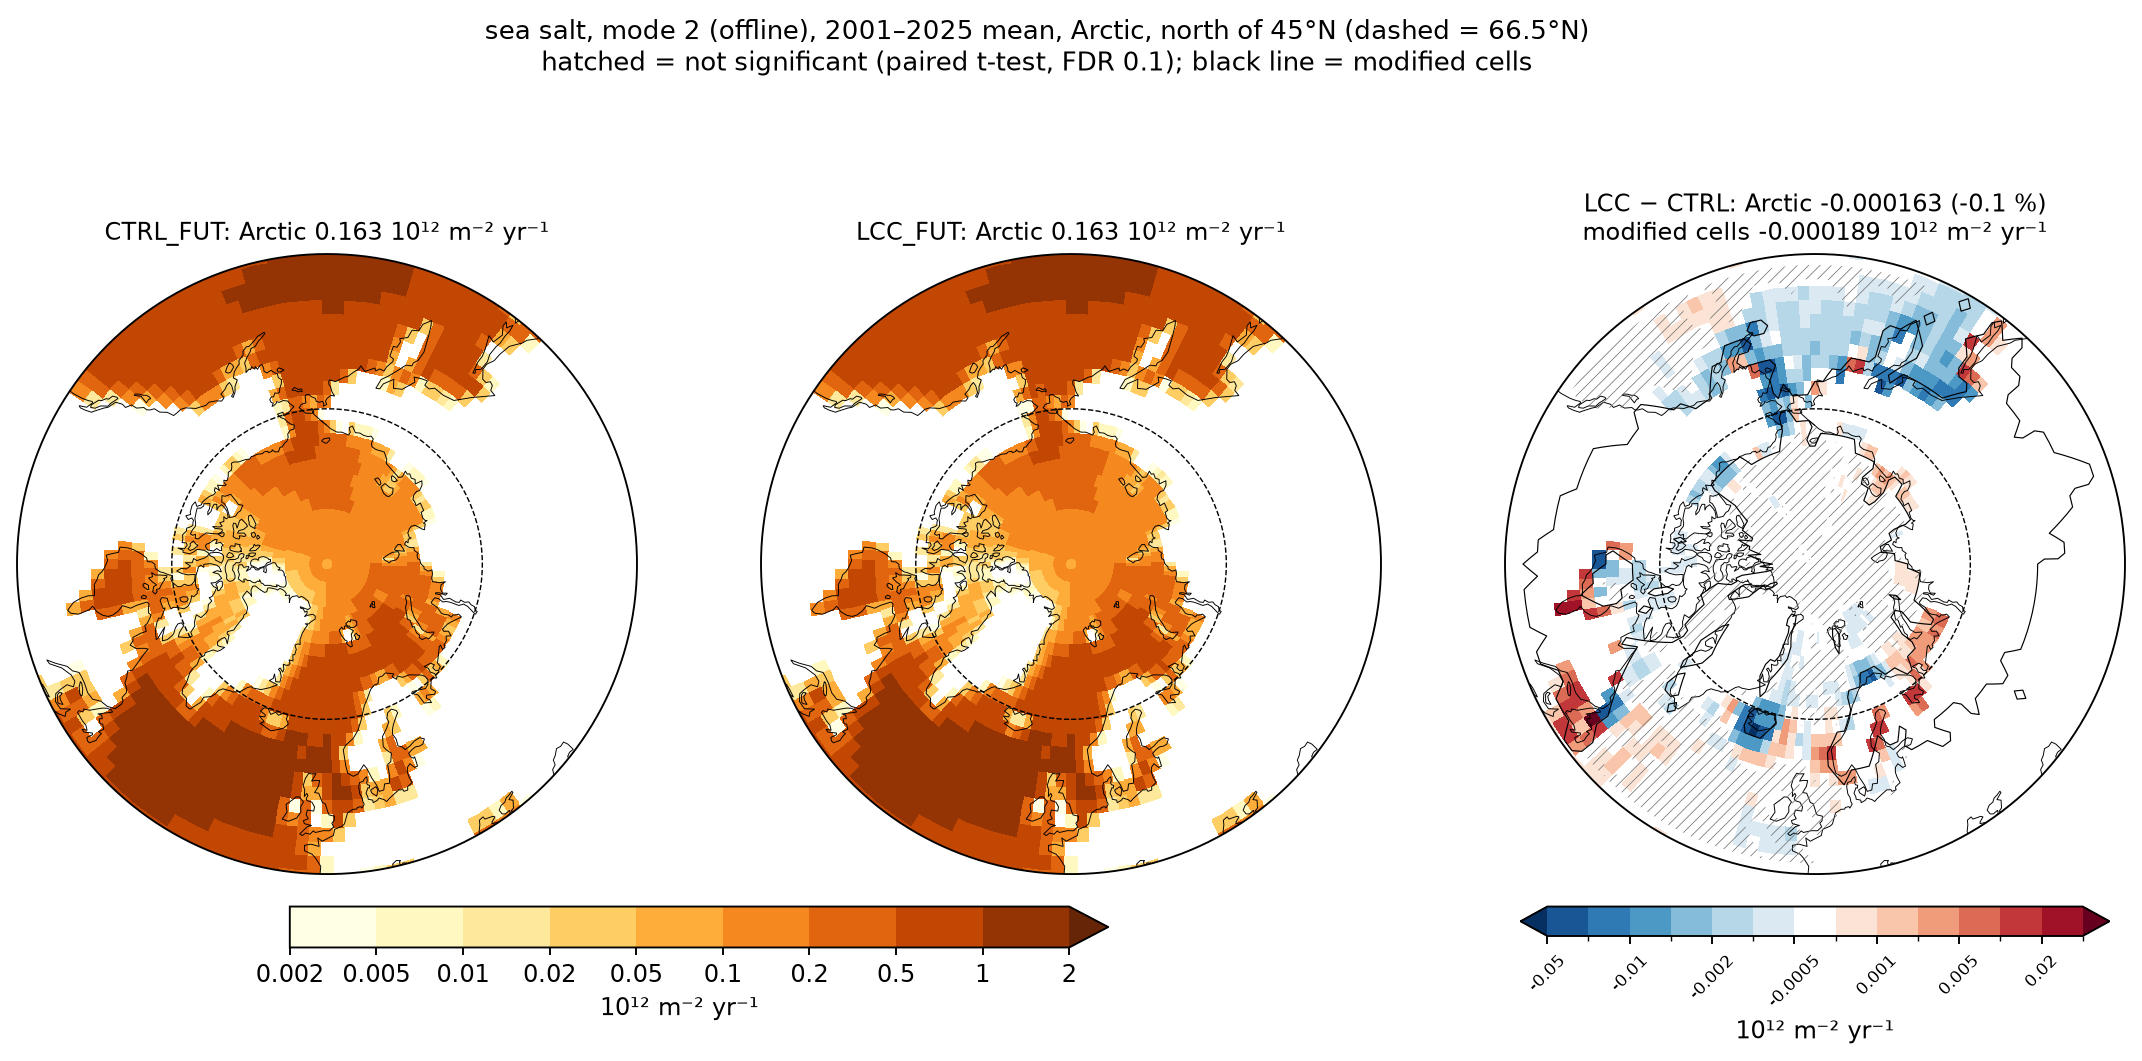 sea salt, mode 2 (offline), 2001–2025 mean, Arctic, north of 45°N (dashed = 66.5°N)
hatched = not significant (paired t-test, FDR 0.1); black line = modified cells
CTRL_FUT: Arctic 0.163 10¹² m⁻² yr⁻¹
LCC_FUT: Arctic 0.163 10¹² m⁻² yr⁻¹
LCC − CTRL: Arctic -0.000163 (-0.1 %)
modified cells -0.000189 10¹² m⁻² yr⁻¹
0.002 0.005 0.01 0.02 0.05 0.1 0.2 0.5 1 2
10¹² m⁻² yr⁻¹
-0.05 -0.01 -0.002 -0.0005 0.001 0.005 0.02
10¹² m⁻² yr⁻¹